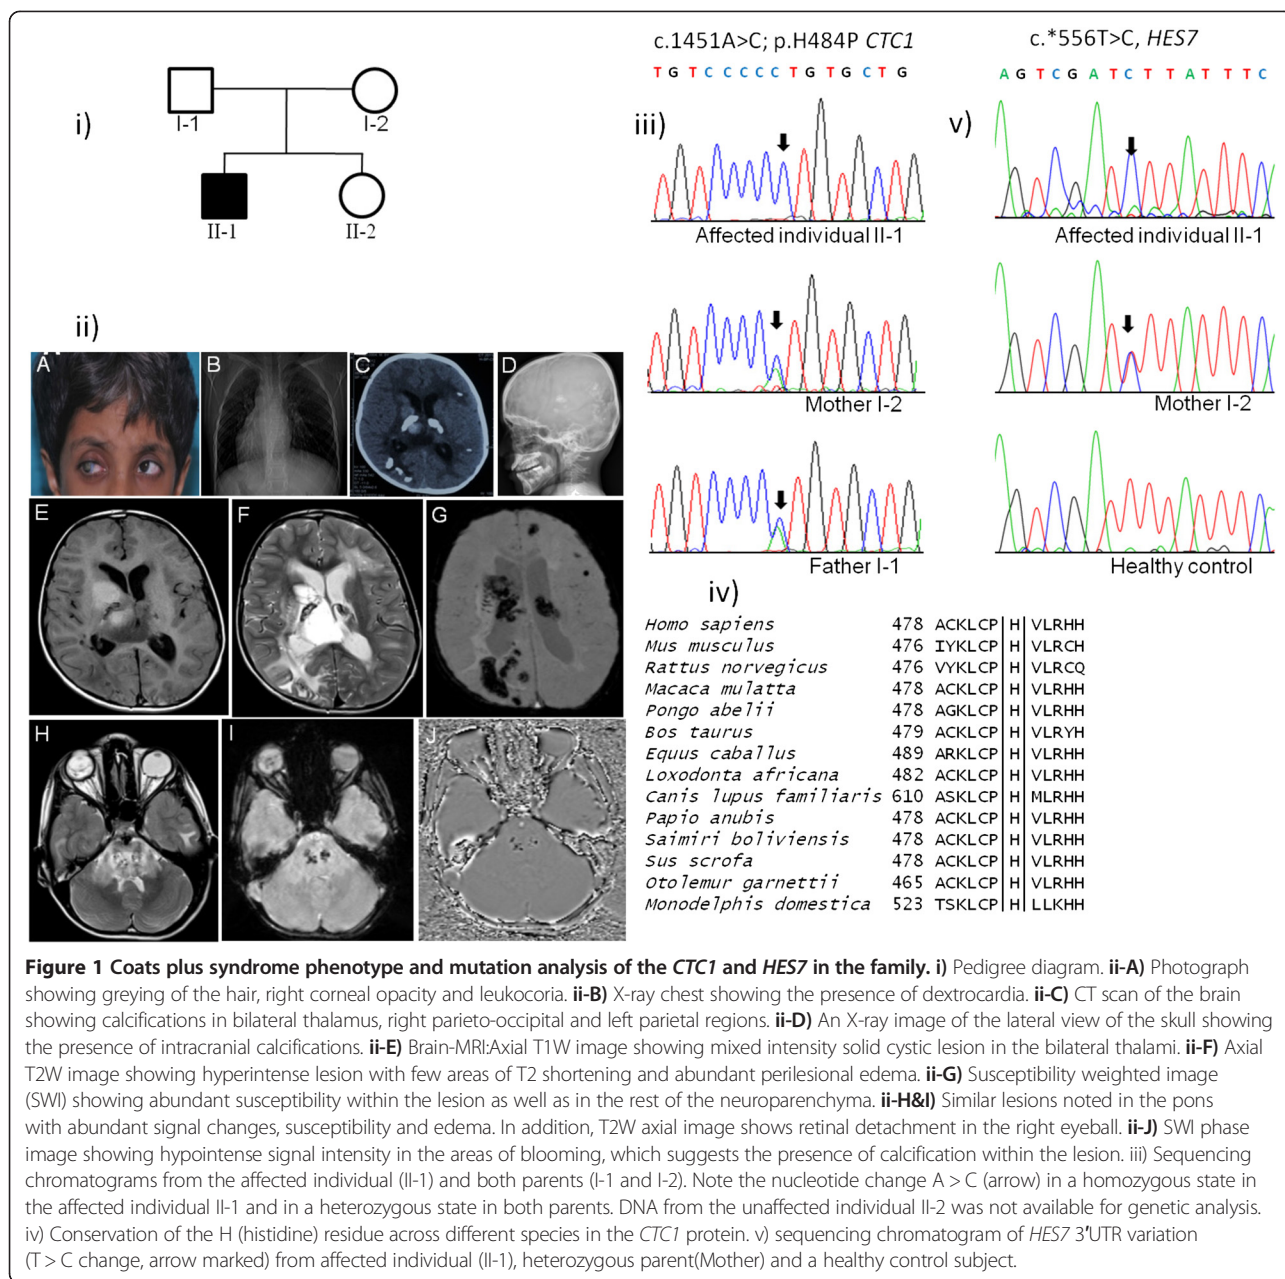 i)
I-1
I-2
II-1
II-2
ii)
A
B
C
D
E
F
G
H
I
J
c.1451A>C; p.H484P CTC1
T G T C C C C C T G T G C T G
iii)
Affected individual II-1
Mother I-2
Father I-1
c.*556T>C, HES7
A G T C G A T C T T A T T T C
v)
Affected individual II-1
Mother I-2
Healthy control
iv)
Homo sapiens 478 ACKLCP H VLRHH
Mus musculus 476 IYKLCP H VLRCH
Rattus norvegicus 476 VYKLCP H VLRCQ
Macaca mulatta 478 ACKLCP H VLRHH
Pongo abelii 478 AGKLCP H VLRHH
Bos taurus 479 ACKLCP H VLRYH
Equus caballus 489 ARKLCP H VLRHH
Loxodonta africana 482 ACKLCP H VLRHH
Canis lupus familiaris 610 ASKLCP H MLRHH
Papio anubis 478 ACKLCP H VLRHH
Saimiri boliviensis 478 ACKLCP H VLRHH
Sus scrofa 478 ACKLCP H VLRHH
Otolemur garnettii 465 ACKLCP H VLRHH
Monodelphis domestica 523 TSKLCP H LLKHH
Figure 1 Coats plus syndrome phenotype and mutation analysis of the CTC1 and HES7 in the family. i) Pedigree diagram. ii-A) Photograph
showing greying of the hair, right corneal opacity and leukocoria. ii-B) X-ray chest showing the presence of dextrocardia. ii-C) CT scan of the brain
showing calcifications in bilateral thalamus, right parieto-occipital and left parietal regions. ii-D) An X-ray image of the lateral view of the skull showing
the presence of intracranial calcifications. ii-E) Brain-MRI:Axial T1W image showing mixed intensity solid cystic lesion in the bilateral thalami. ii-F) Axial
T2W image showing hyperintense lesion with few areas of T2 shortening and abundant perilesional edema. ii-G) Susceptibility weighted image
(SWI) showing abundant susceptibility within the lesion as well as in the rest of the neuroparenchyma. ii-H&I) Similar lesions noted in the pons
with abundant signal changes, susceptibility and edema. In addition, T2W axial image shows retinal detachment in the right eyeball. ii-J) SWI phase
image showing hypointense signal intensity in the areas of blooming, which suggests the presence of calcification within the lesion. iii) Sequencing
chromatograms from the affected individual (II-1) and both parents (I-1 and I-2). Note the nucleotide change A > C (arrow) in a homozygous state in
the affected individual II-1 and in a heterozygous state in both parents. DNA from the unaffected individual II-2 was not available for genetic analysis.
iv) Conservation of the H (histidine) residue across different species in the CTC1 protein. v) sequencing chromatogram of HES7 3′UTR variation
(T > C change, arrow marked) from affected individual (II-1), heterozygous parent(Mother) and a healthy control subject.